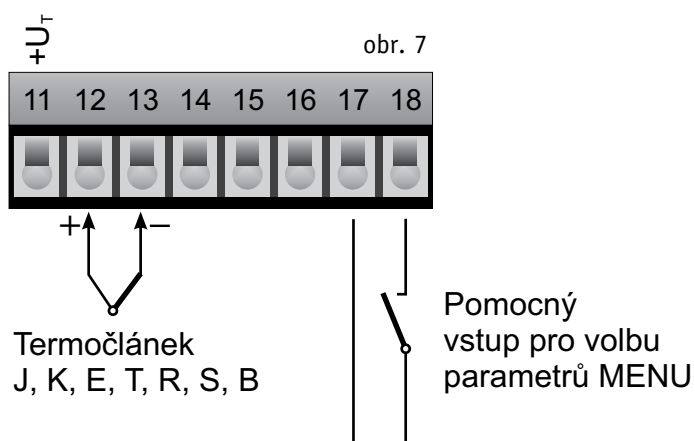 +U_T
obr. 7
11 12 13 14 15 16 17 18
+ −
Termočlánek
J, K, E, T, R, S, B
Pomocný
vstup pro volbu
parametrů MENU